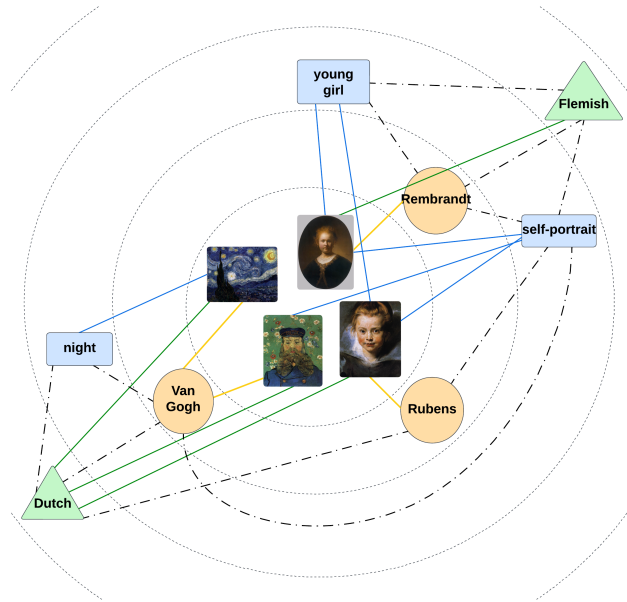 young
girl
Flemish
Rembrandt
self-portrait
night
Van
Gogh
Rubens
Dutch